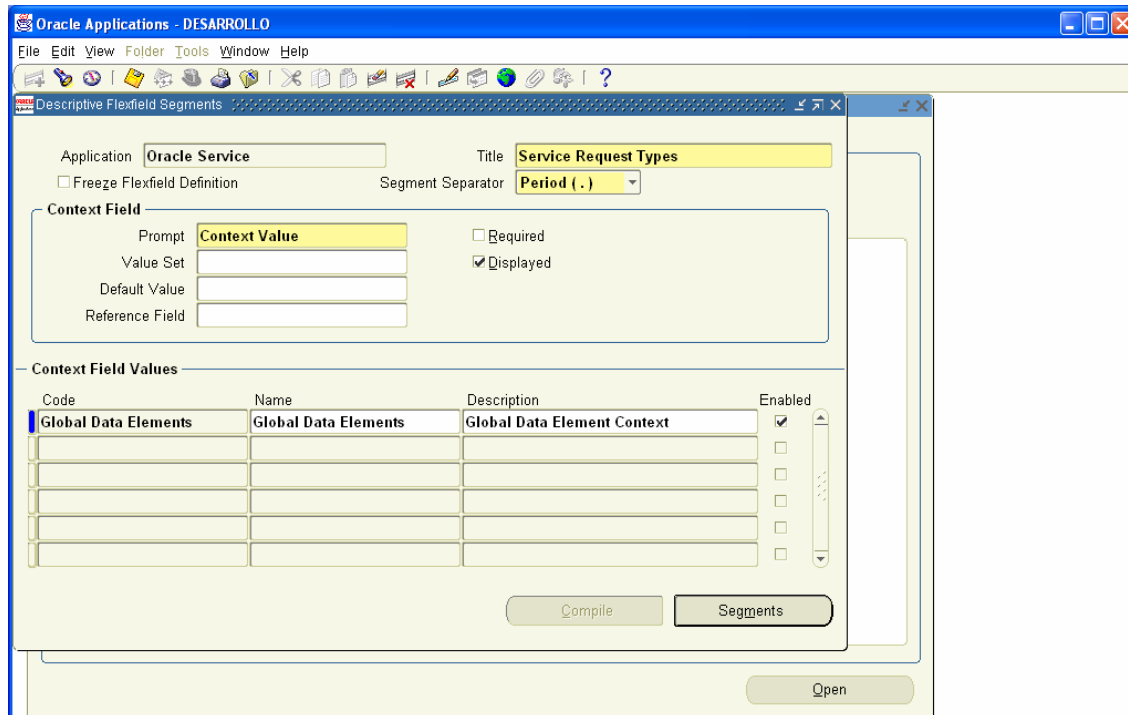 Oracle Applications - DESARROLLO
File Edit View Folder Tools Window Help
Descriptive Flexfield Segments
Application Oracle Service Title Service Request Types
Freeze Flexfield Definition Segment Separator Period (.)
Context Field
Prompt Context Value Required
Value Set Displayed
Default Value
Reference Field
Context Field Values
Code Name Description Enabled
Global Data Elements Global Data Elements Global Data Element Context
Compile Segments
Open